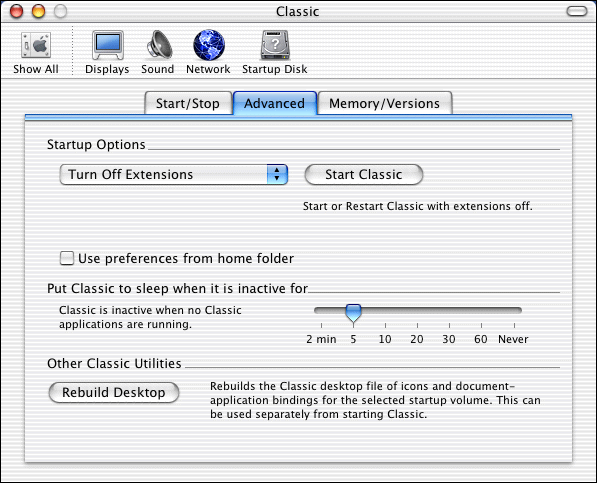 Classic
Show All
Displays
Sound
Network
Startup Disk
Start/Stop
Advanced
Memory/Versions
Startup Options
Turn Off Extensions
Start Classic
Start or Restart Classic with extensions off.
Use preferences from home folder
Put Classic to sleep when it is inactive for
Classic is inactive when no Classic
applications are running.
2 min 5 10 20 30 60 Never
Other Classic Utilities
Rebuild Desktop
Rebuilds the Classic desktop file of icons and document-
application bindings for the selected startup volume. This can
be used separately from starting Classic.